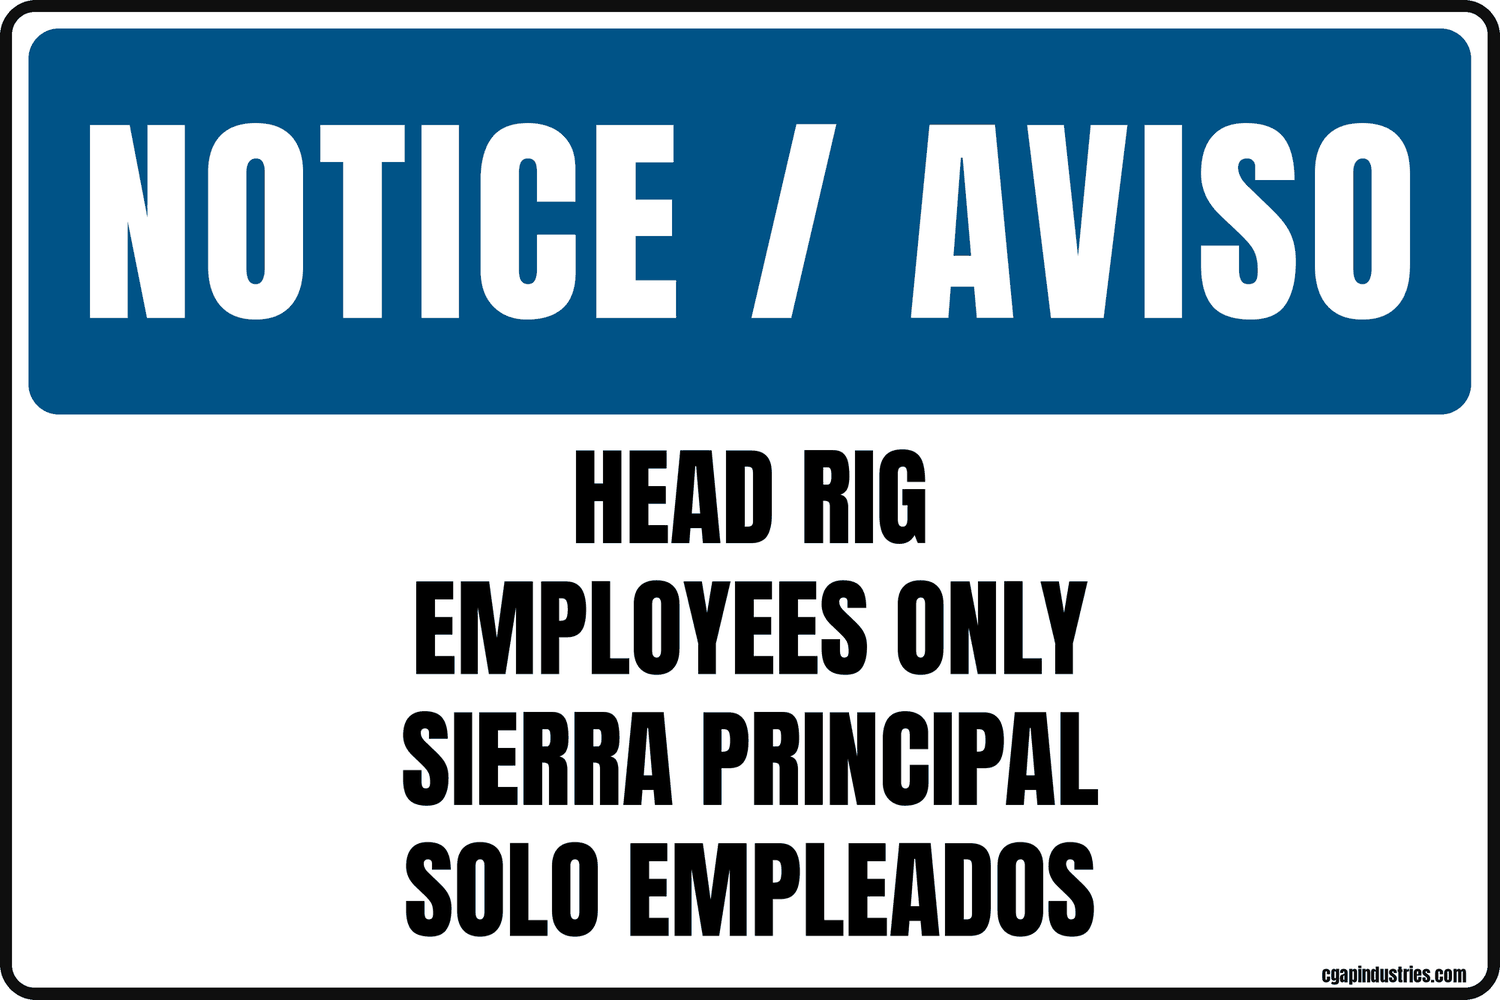 NOTICE / AVISO
HEAD RIG
EMPLOYEES ONLY
SIERRA PRINCIPAL
SOLO EMPLEADOS
cgapindustries.com